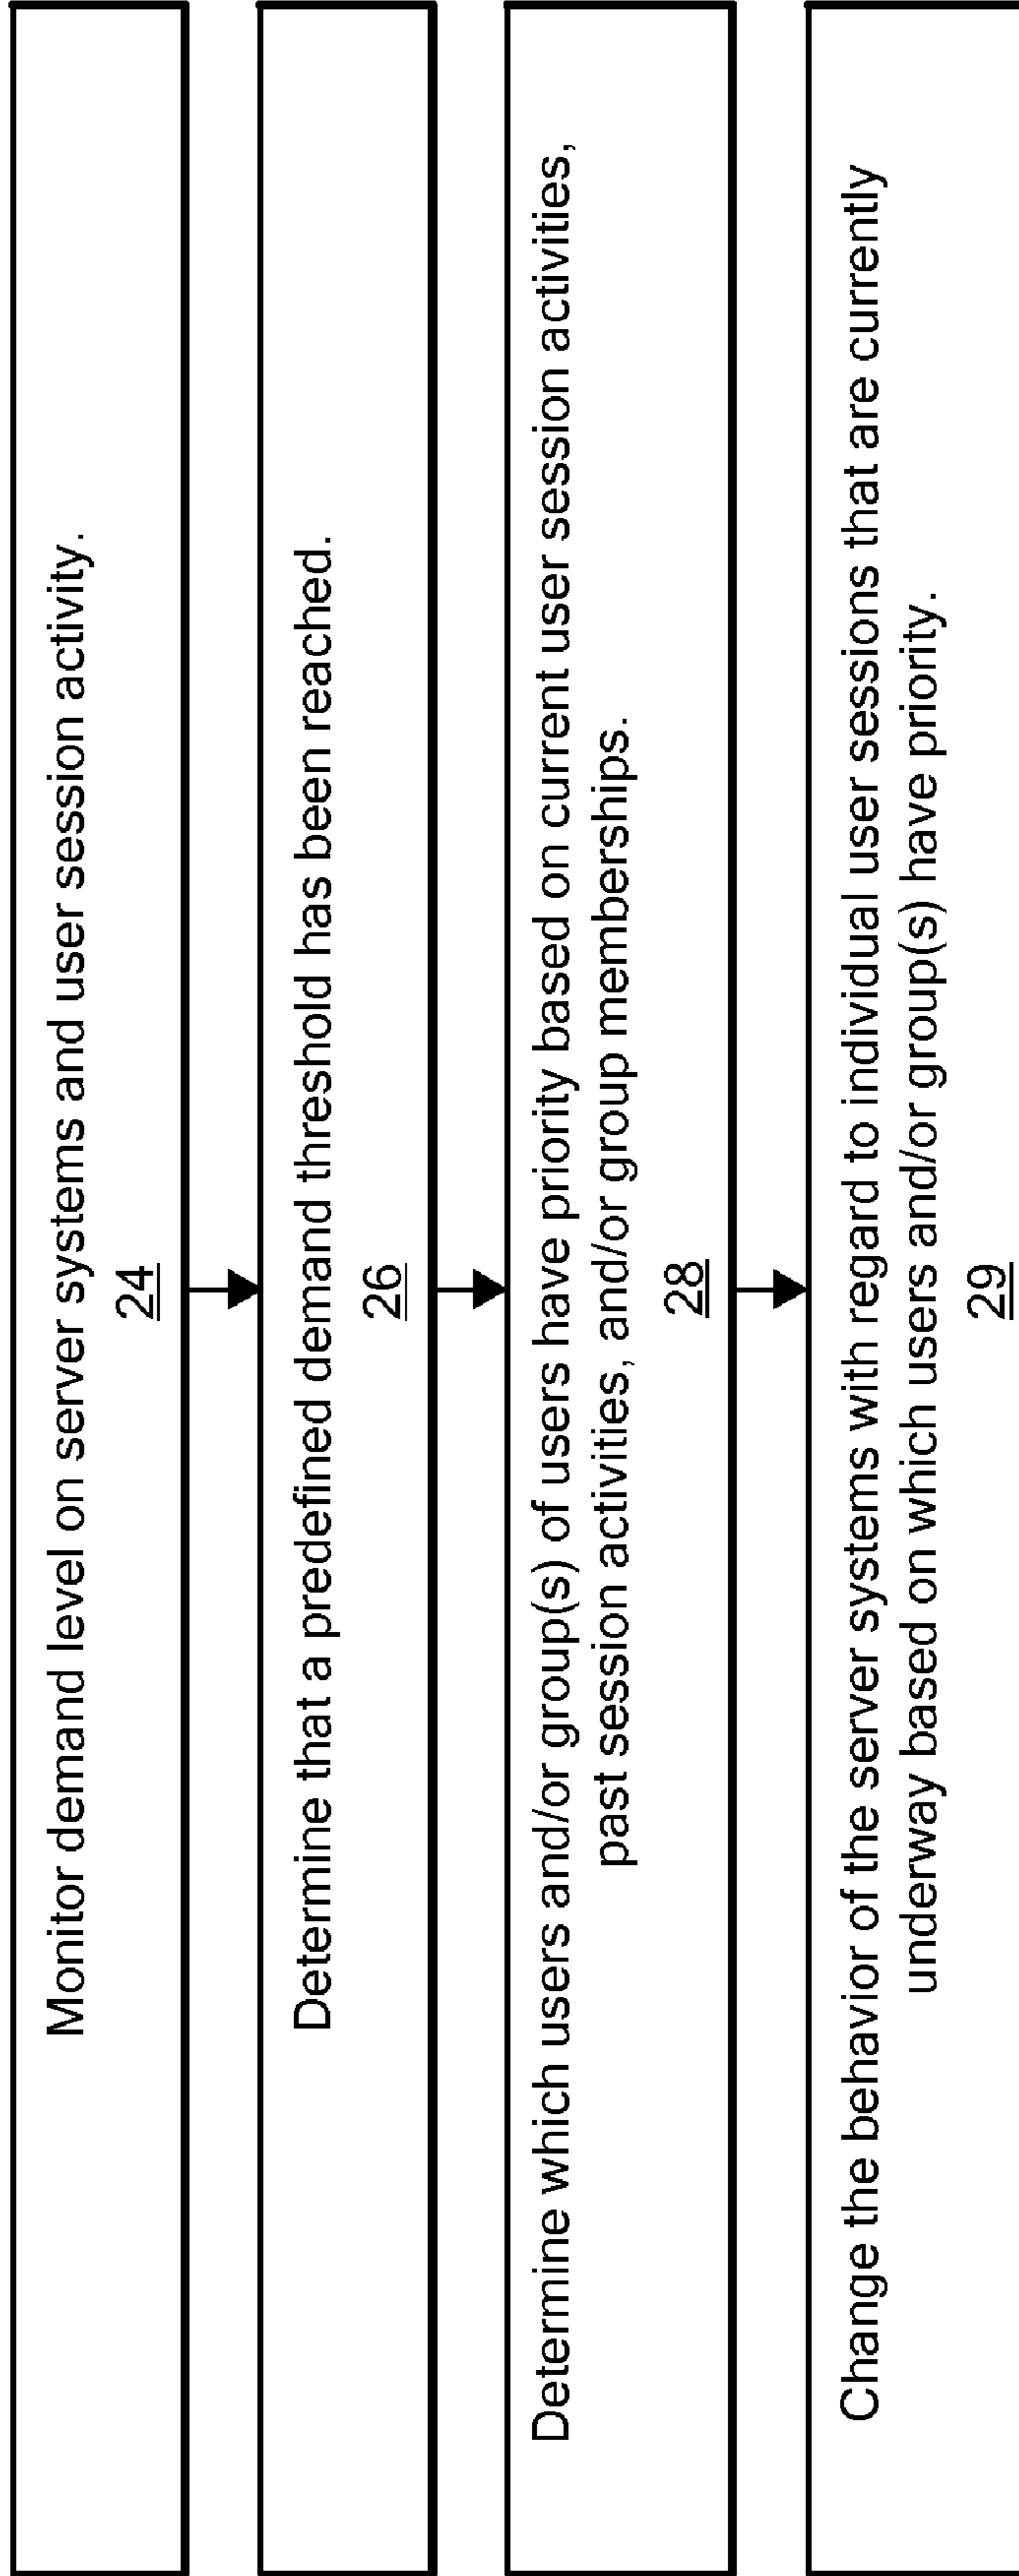 Monitor demand level on server systems and user session activity.
24
Determine that a predefined demand threshold has been reached.
26
Determine which users and/or group(s) of users have priority based on current user session activities,
past session activities, and/or group memberships.
28
Change the behavior of the server systems with regard to individual user sessions that are currently
underway based on which users and/or group(s) have priority.
29